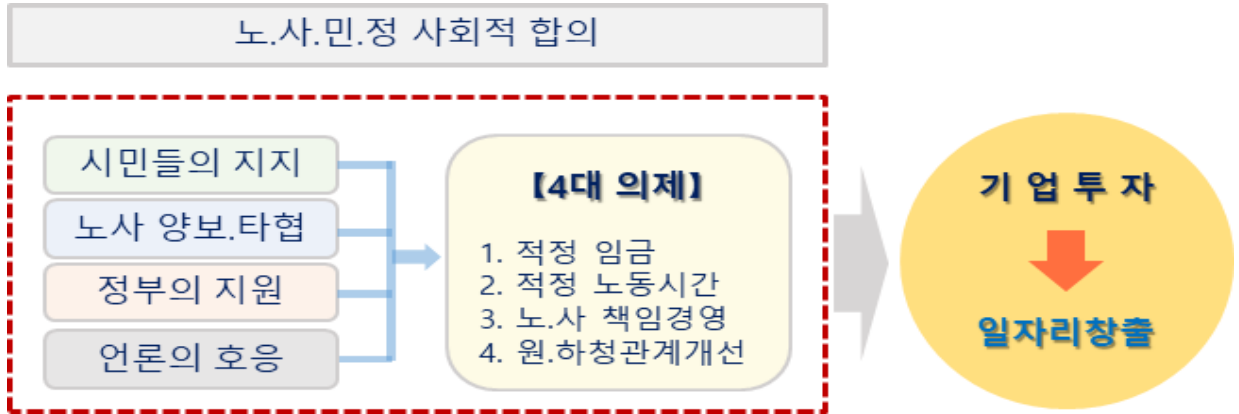 노.사.민.정 사회적 합의
시민들의 지지
노사 양보.타협
정부의 지원
언론의 호응
【4대 의제】
1. 적정 임금
2. 적정 노동시간
3. 노.사 책임경영
4. 원.하청관계개선
기 업 투 자
일자리창출